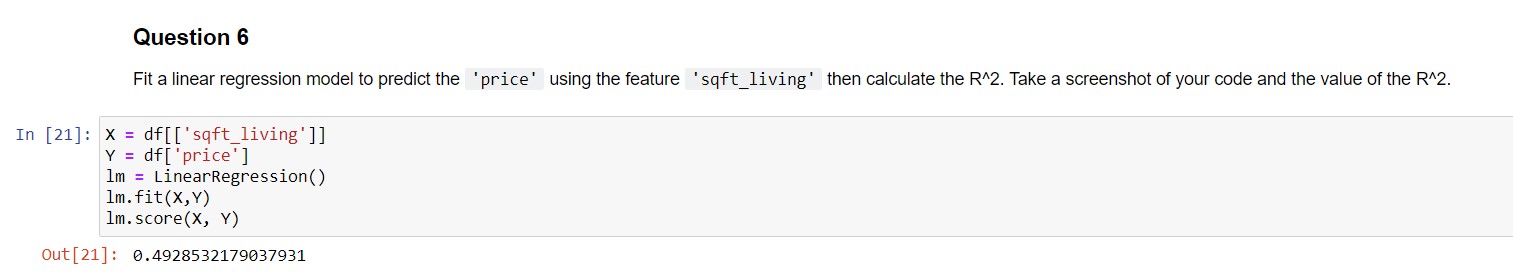 Question 6
Fit a linear regression model to predict the 'price' using the feature 'sqft_living' then calculate the R^2. Take a screenshot of your code and the value of the R^2.
In [21]: X = df[['sqft_living']]
Y = df['price']
lm = LinearRegression()
lm.fit(X,Y)
lm.score(X, Y)
Out[21]: 0.4928532179037931